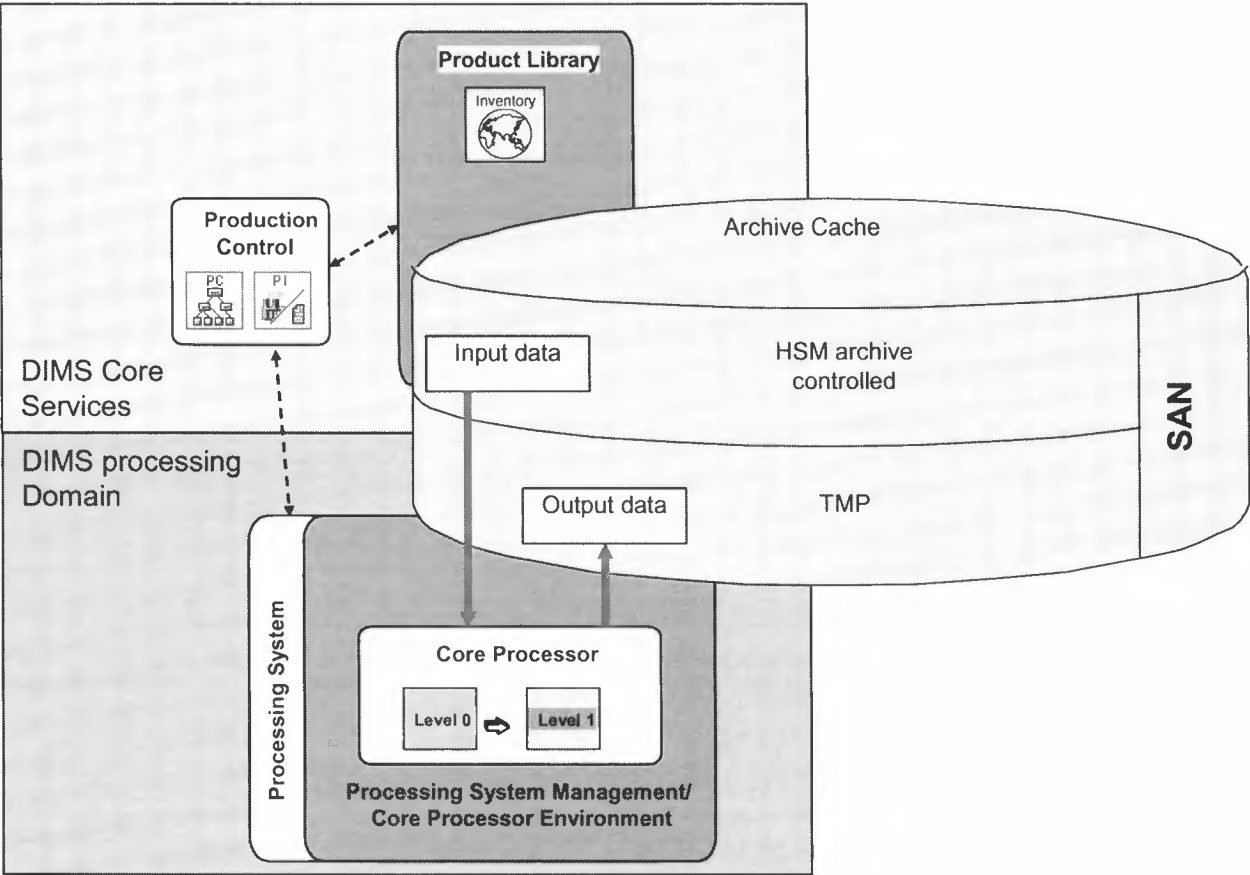 Product Library
Inventory
Archive Cache
Production
Control
PC
PI
Input data
HSM archive
controlled
SAN
DIMS Core
Services
DIMS processing
Domain
Output data
TMP
Processing System
Core Processor
Level 0
Level 1
Processing System Management/
Core Processor Environment